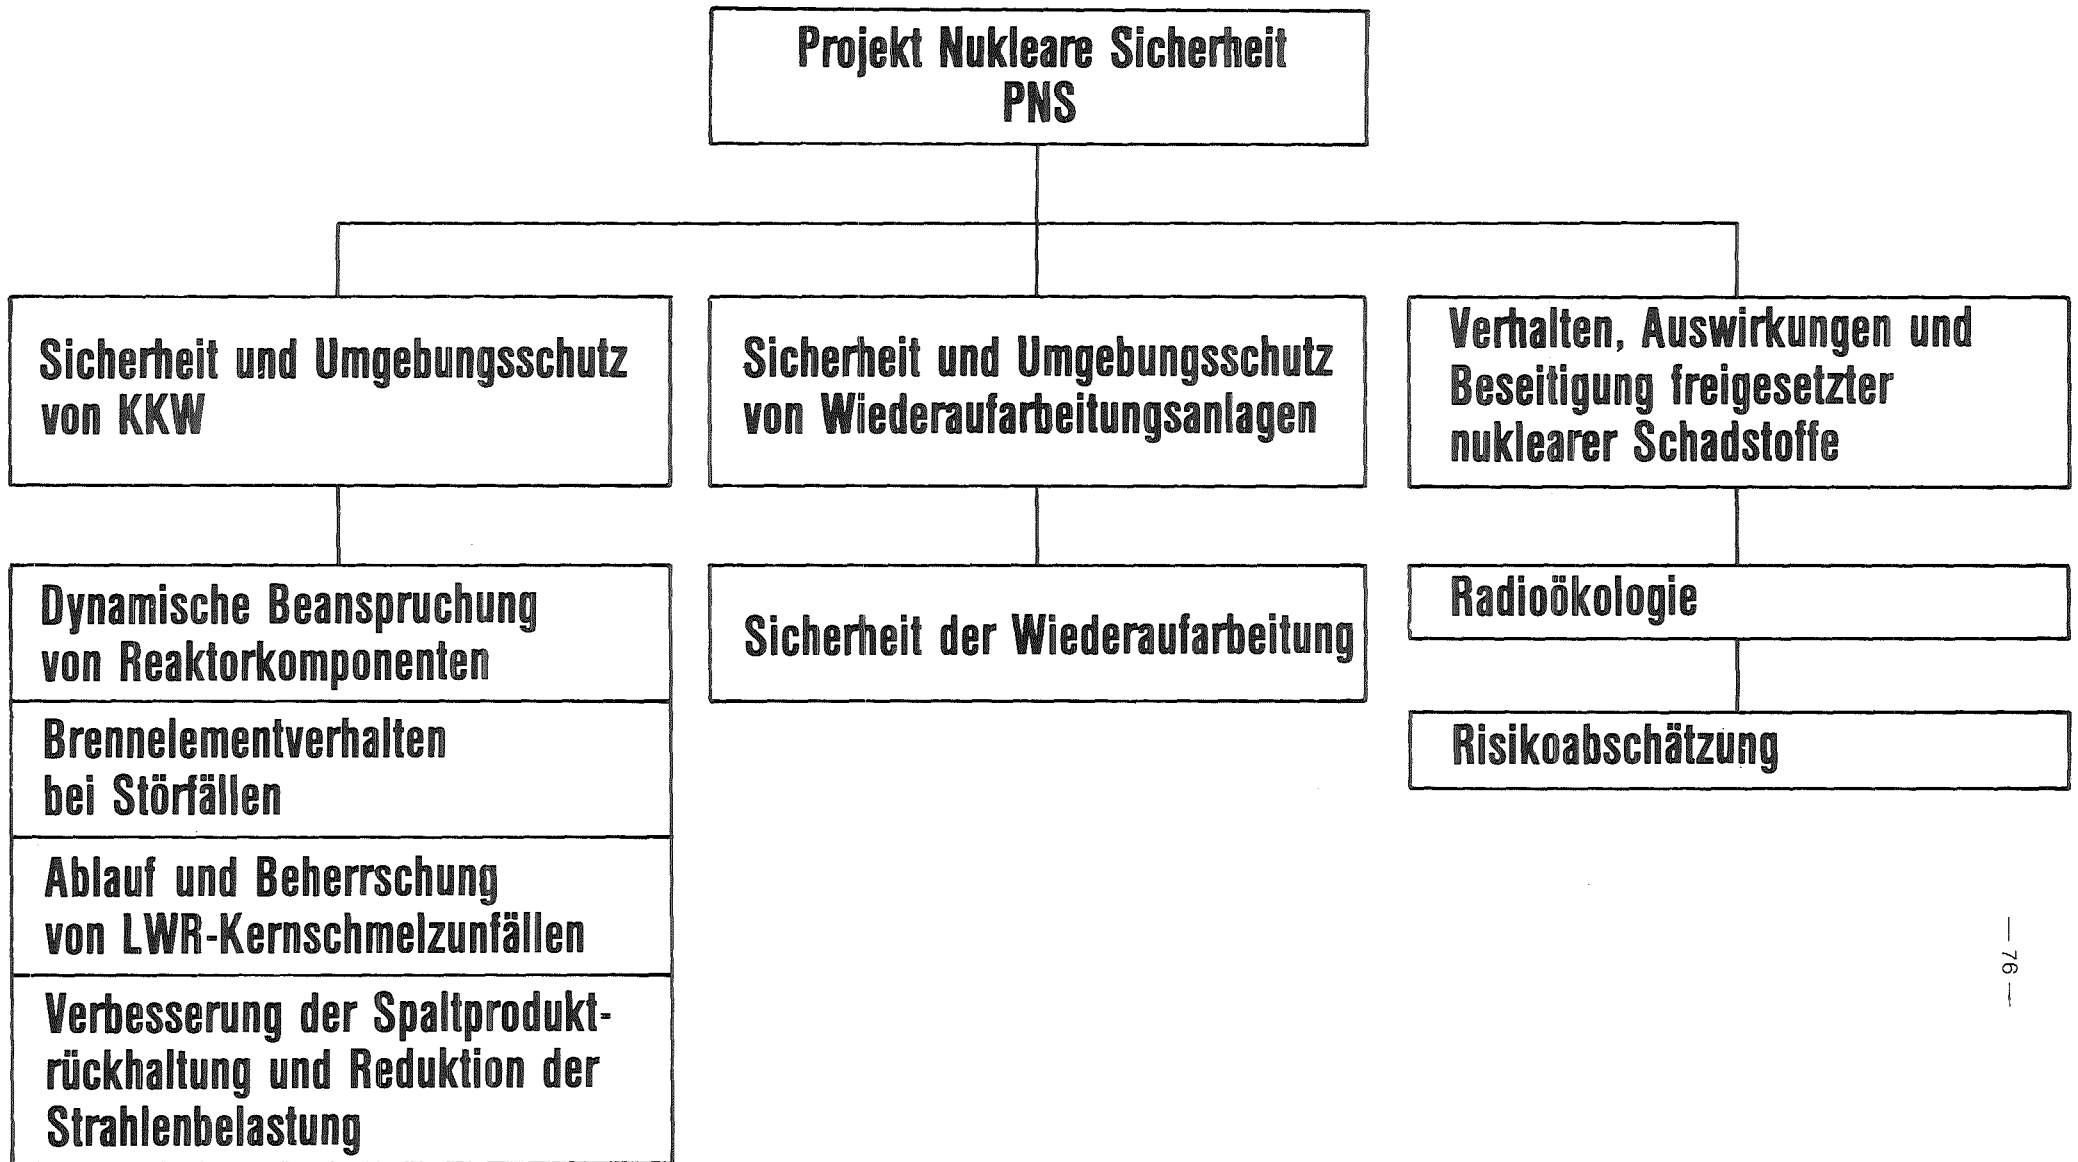 Projekt Nukleare Sicherheit
PNS
Sicherheit und Umgebungsschutz
von KKW
Sicherheit und Umgebungsschutz
von Wiederaufarbeitungsanlagen
Verhalten, Auswirkungen und
Beseitigung freigesetzter
nuklearer Schadstoffe
Dynamische Beanspruchung
von Reaktorkomponenten
Brennelementverhalten
bei Störfällen
Ablauf und Beherrschung
von LWR-Kernschmelzunfällen
Verbesserung der Spaltprodukt-
rückhaltung und Reduktion der
Strahlenbelastung
Sicherheit der Wiederaufarbeitung
Radioökologie
Risikoabschätzung
— 76 —